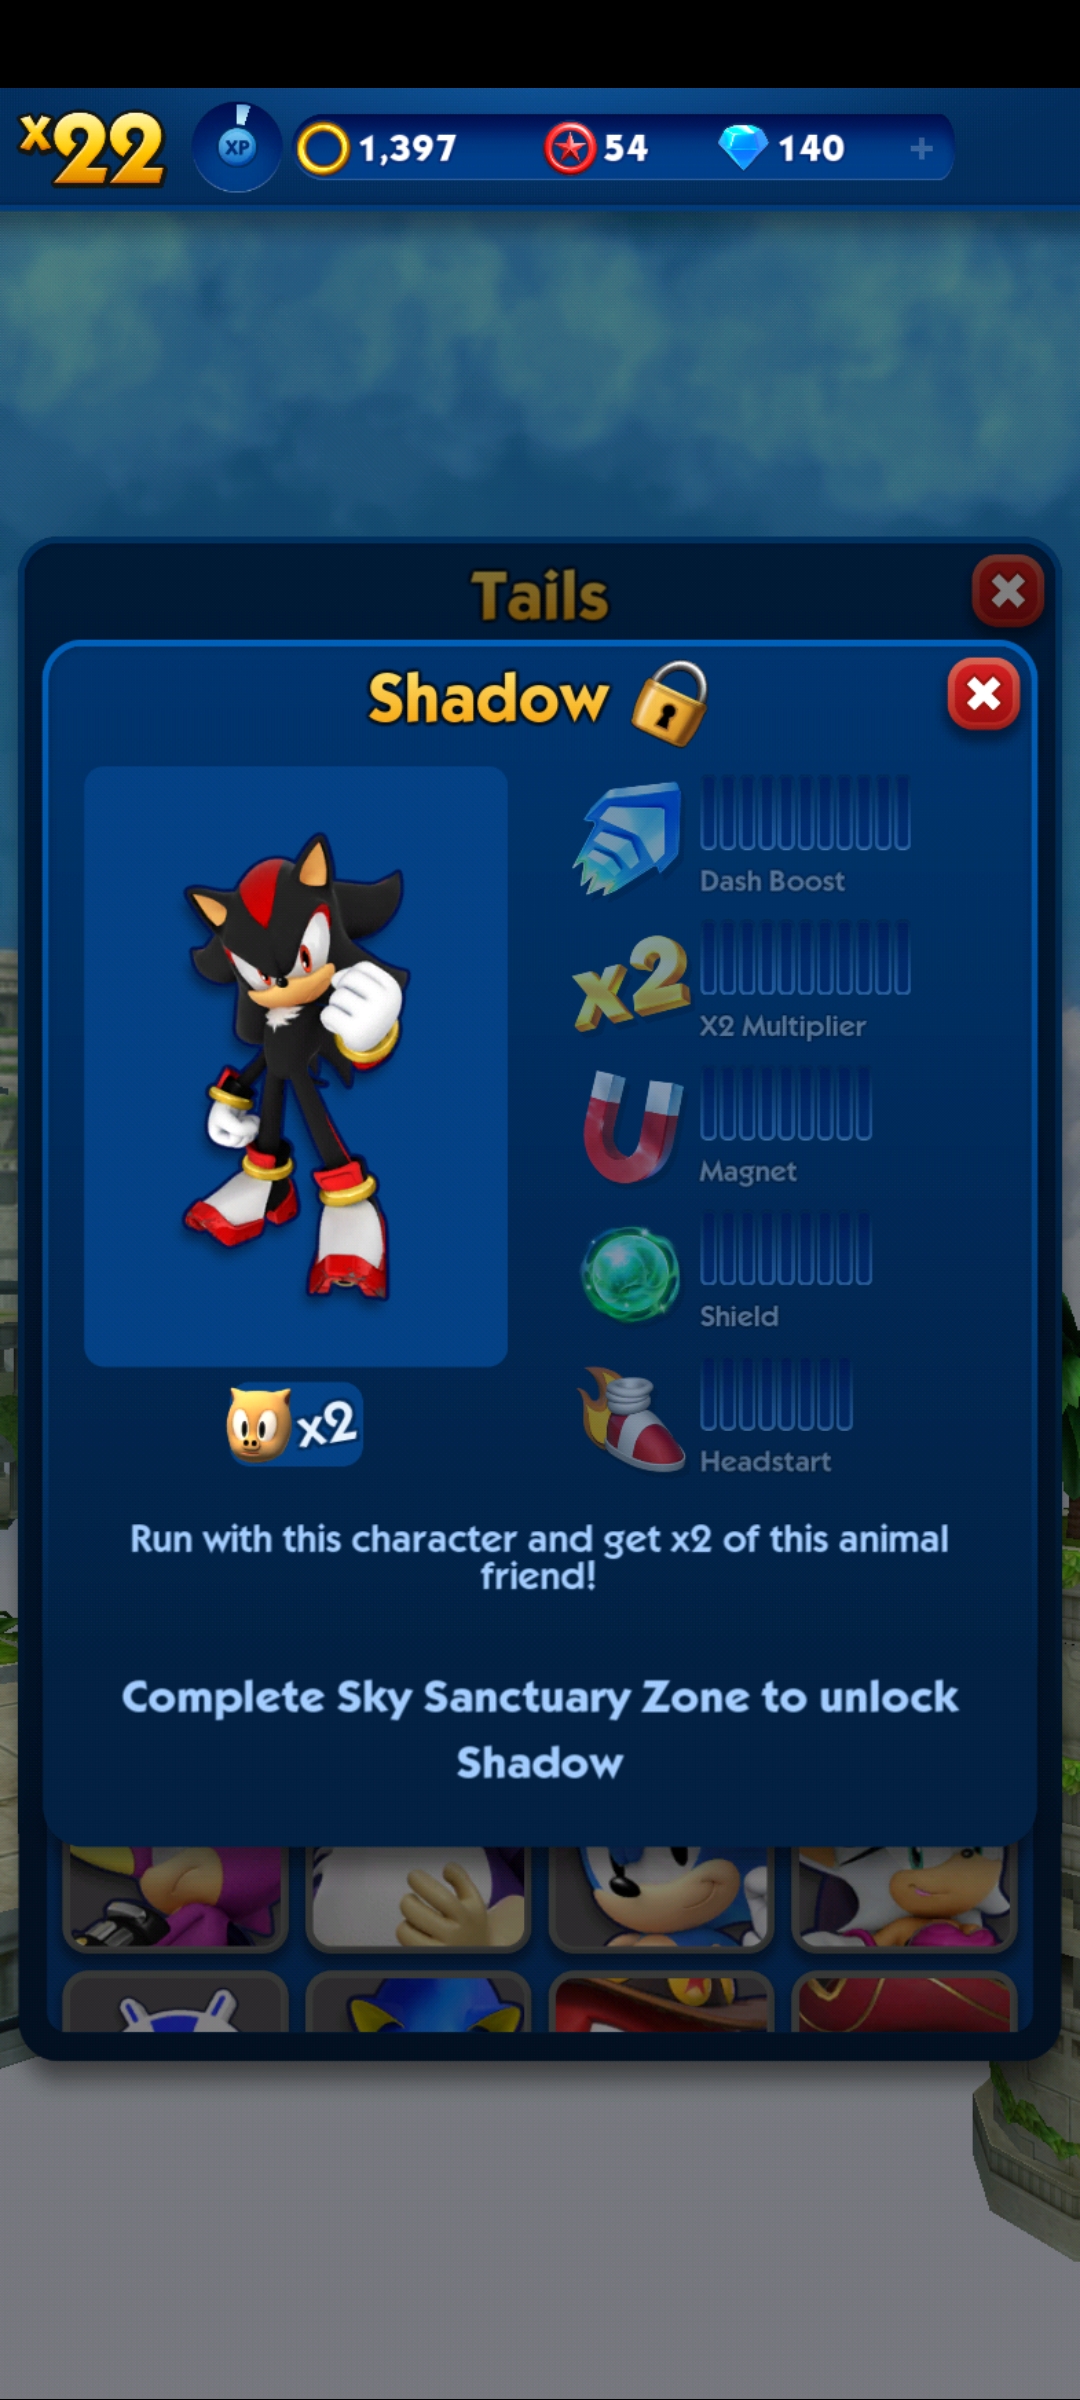 x22
XP
1,397
54
140
Tails
Shadow
Dash Boost
x2
X2 Multiplier
Magnet
Shield
x2
Headstart
Run with this character and get x2 of this animal
friend!
Complete Sky Sanctuary Zone to unlock
Shadow